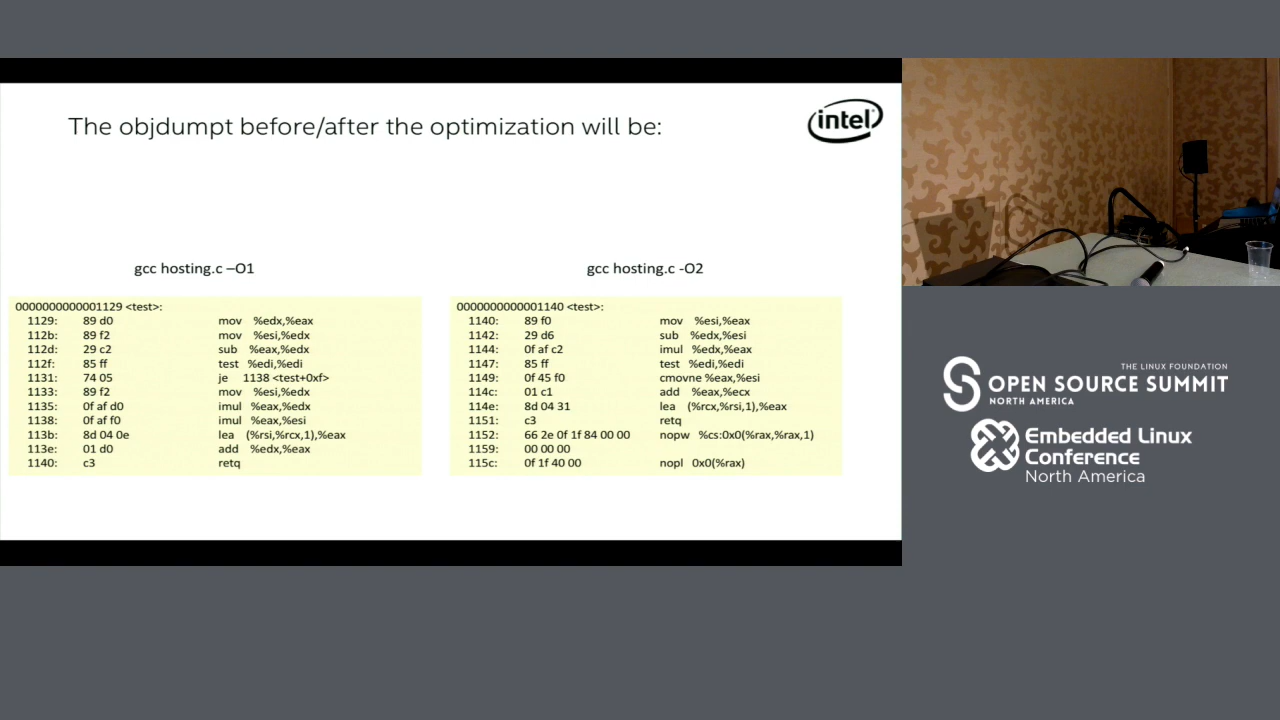 The objdumpt before/after the optimization will be:
intel
gcc hosting.c –O1
0000000000001129 <test>:
1129: 89 d0 mov %edx,%eax
112b: 89 f2 mov %esi,%edx
112d: 29 c2 sub %eax,%edx
112f: 85 ff test %edi,%edi
1131: 74 05 je 1138 <test+0xf>
1133: 89 f2 mov %esi,%edx
1135: 0f af d0 imul %eax,%edx
1138: 0f af f0 imul %eax,%esi
113b: 8d 04 0e lea (%rsi,%rcx,1),%eax
113e: 01 d0 add %edx,%eax
1140: c3 retq
gcc hosting.c -O2
0000000000001140 <test>:
1140: 89 f0 mov %esi,%eax
1142: 29 d6 sub %edx,%esi
1144: 0f af c2 imul %edx,%eax
1147: 85 ff test %edi,%edi
1149: 0f 45 f0 cmovne %eax,%esi
114c: 01 c1 add %eax,%ecx
114e: 8d 04 31 lea (%rcx,%rsi,1),%eax
1151: c3 retq
1152: 66 2e 0f 1f 84 00 00 nopw %cs:0x0(%rax,%rax,1)
1159: 00 00 00
115c: 0f 1f 40 00 nopl 0x0(%rax)
THE LINUX FOUNDATION
OPEN SOURCE SUMMIT
NORTH AMERICA
Embedded Linux
Conference
North America